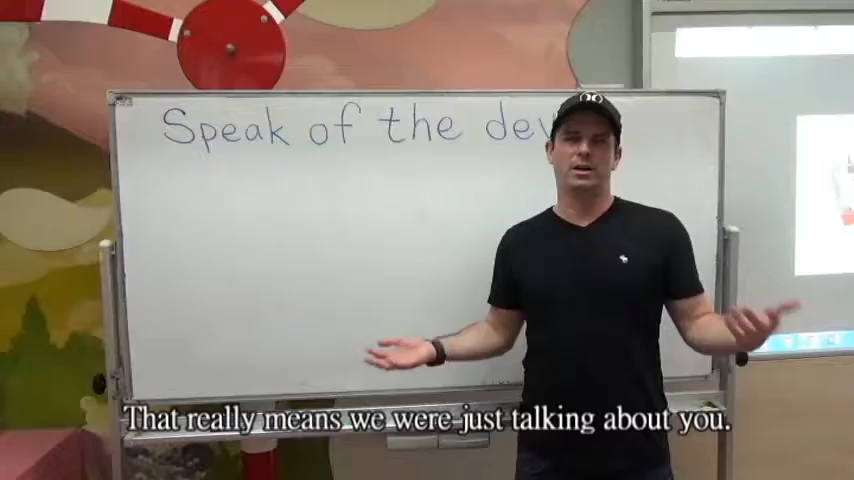 Speak of the dev
That really means we were just talking about you.